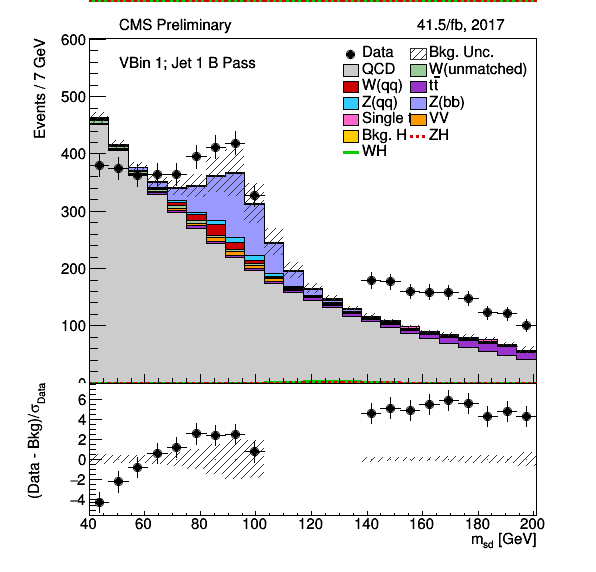 CMS Preliminary 41.5/fb, 2017
VBin 1; Jet 1 B Pass
Data Bkg. Unc.
QCD W(unmatched)
W(qq) tt̄
Z(qq) Z(bb)
Single VV
Bkg. H ZH
WH
Events / 7 GeV
600
500
400
300
200
100
0
(Data - Bkg)/σData
6
4
2
0
−2
−4
40 60 80 100 120 140 160 180 200
msd [GeV]